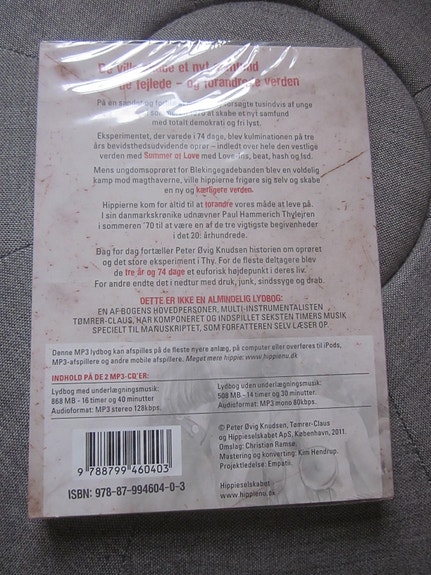 De ville et nyt
de fejlede – og forandrede verden
På en forsøgte tusindvis af unge
at skabe et nyt samfund
med totalt demokrati og fri lyst.
Eksperimentet, der varede i 74 dage, blev kulminationen på tre
års bevidsthedsudvidende oprør – indledt over hele den vestlige
verden med Summer of Love med Love-Ins, beat, hash og lsd.
Mens ungdomsoprøret for Blekingegadebanden blev en voldelig
kamp mod magthaverne, ville hippierne frigøre sig selv og skabe
en ny og kærligere verden.
Hippierne kom for altid til at forandre vores måde at leve på.
I sin danmarkskrønike udnævner Paul Hammerich Thylejren
i sommeren '70 til at være en af de tre vigtigste begivenheder
i det 20. århundrede.
Dag for dag fortæller Peter Øvig Knudsen historien om oprøret
og det store eksperiment i Thy. For de fleste deltagere blev
de tre år og 74 dage et euforisk højdepunkt i deres liv.
For andre endte det i nedtur med druk, junk, sindssyge og drab.
DETTE ER IKKE EN ALMINDELIG LYDBOG:
EN AF BOGENS HOVEDPERSONER, MULTI-INSTRUMENTALISTEN
TØMRER-CLAUS, HAR KOMPONERET OG INDSPILLET SEKSTEN TIMERS MUSIK
SPECIELT TIL MANUSKRIPTET, SOM FORFATTEREN SELV LÆSER OP.
Denne MP3 lydbog kan afspilles på de fleste nyere anlæg, på computer eller overføres til iPods,
MP3-afspillere og andre mobile afspillere. Meget mere hippie: www.hippienu.dk
INDHOLD PÅ DE 2 MP3-CD'ER:
Lydbog med underlægningsmusik:
868 MB - 16 timer og 40 minutter
Audioformat: MP3 stereo 128kbps.
Lydbog uden underlægningsmusik:
508 MB - 14 timer og 30 minutter.
Audioformat: MP3 mono 80kbps.
© Peter Øvig Knudsen, Tømrer-Claus
og Hippieselskabet ApS, København, 2011.
Omslag: Christian Ramsø.
Mastering og konvertering: Kim Høndrup.
Projektledelse: Empatii.
Hippieselskabet
www.hippienu.dk
9 788799 460403
ISBN: 978-87-994604-0-3